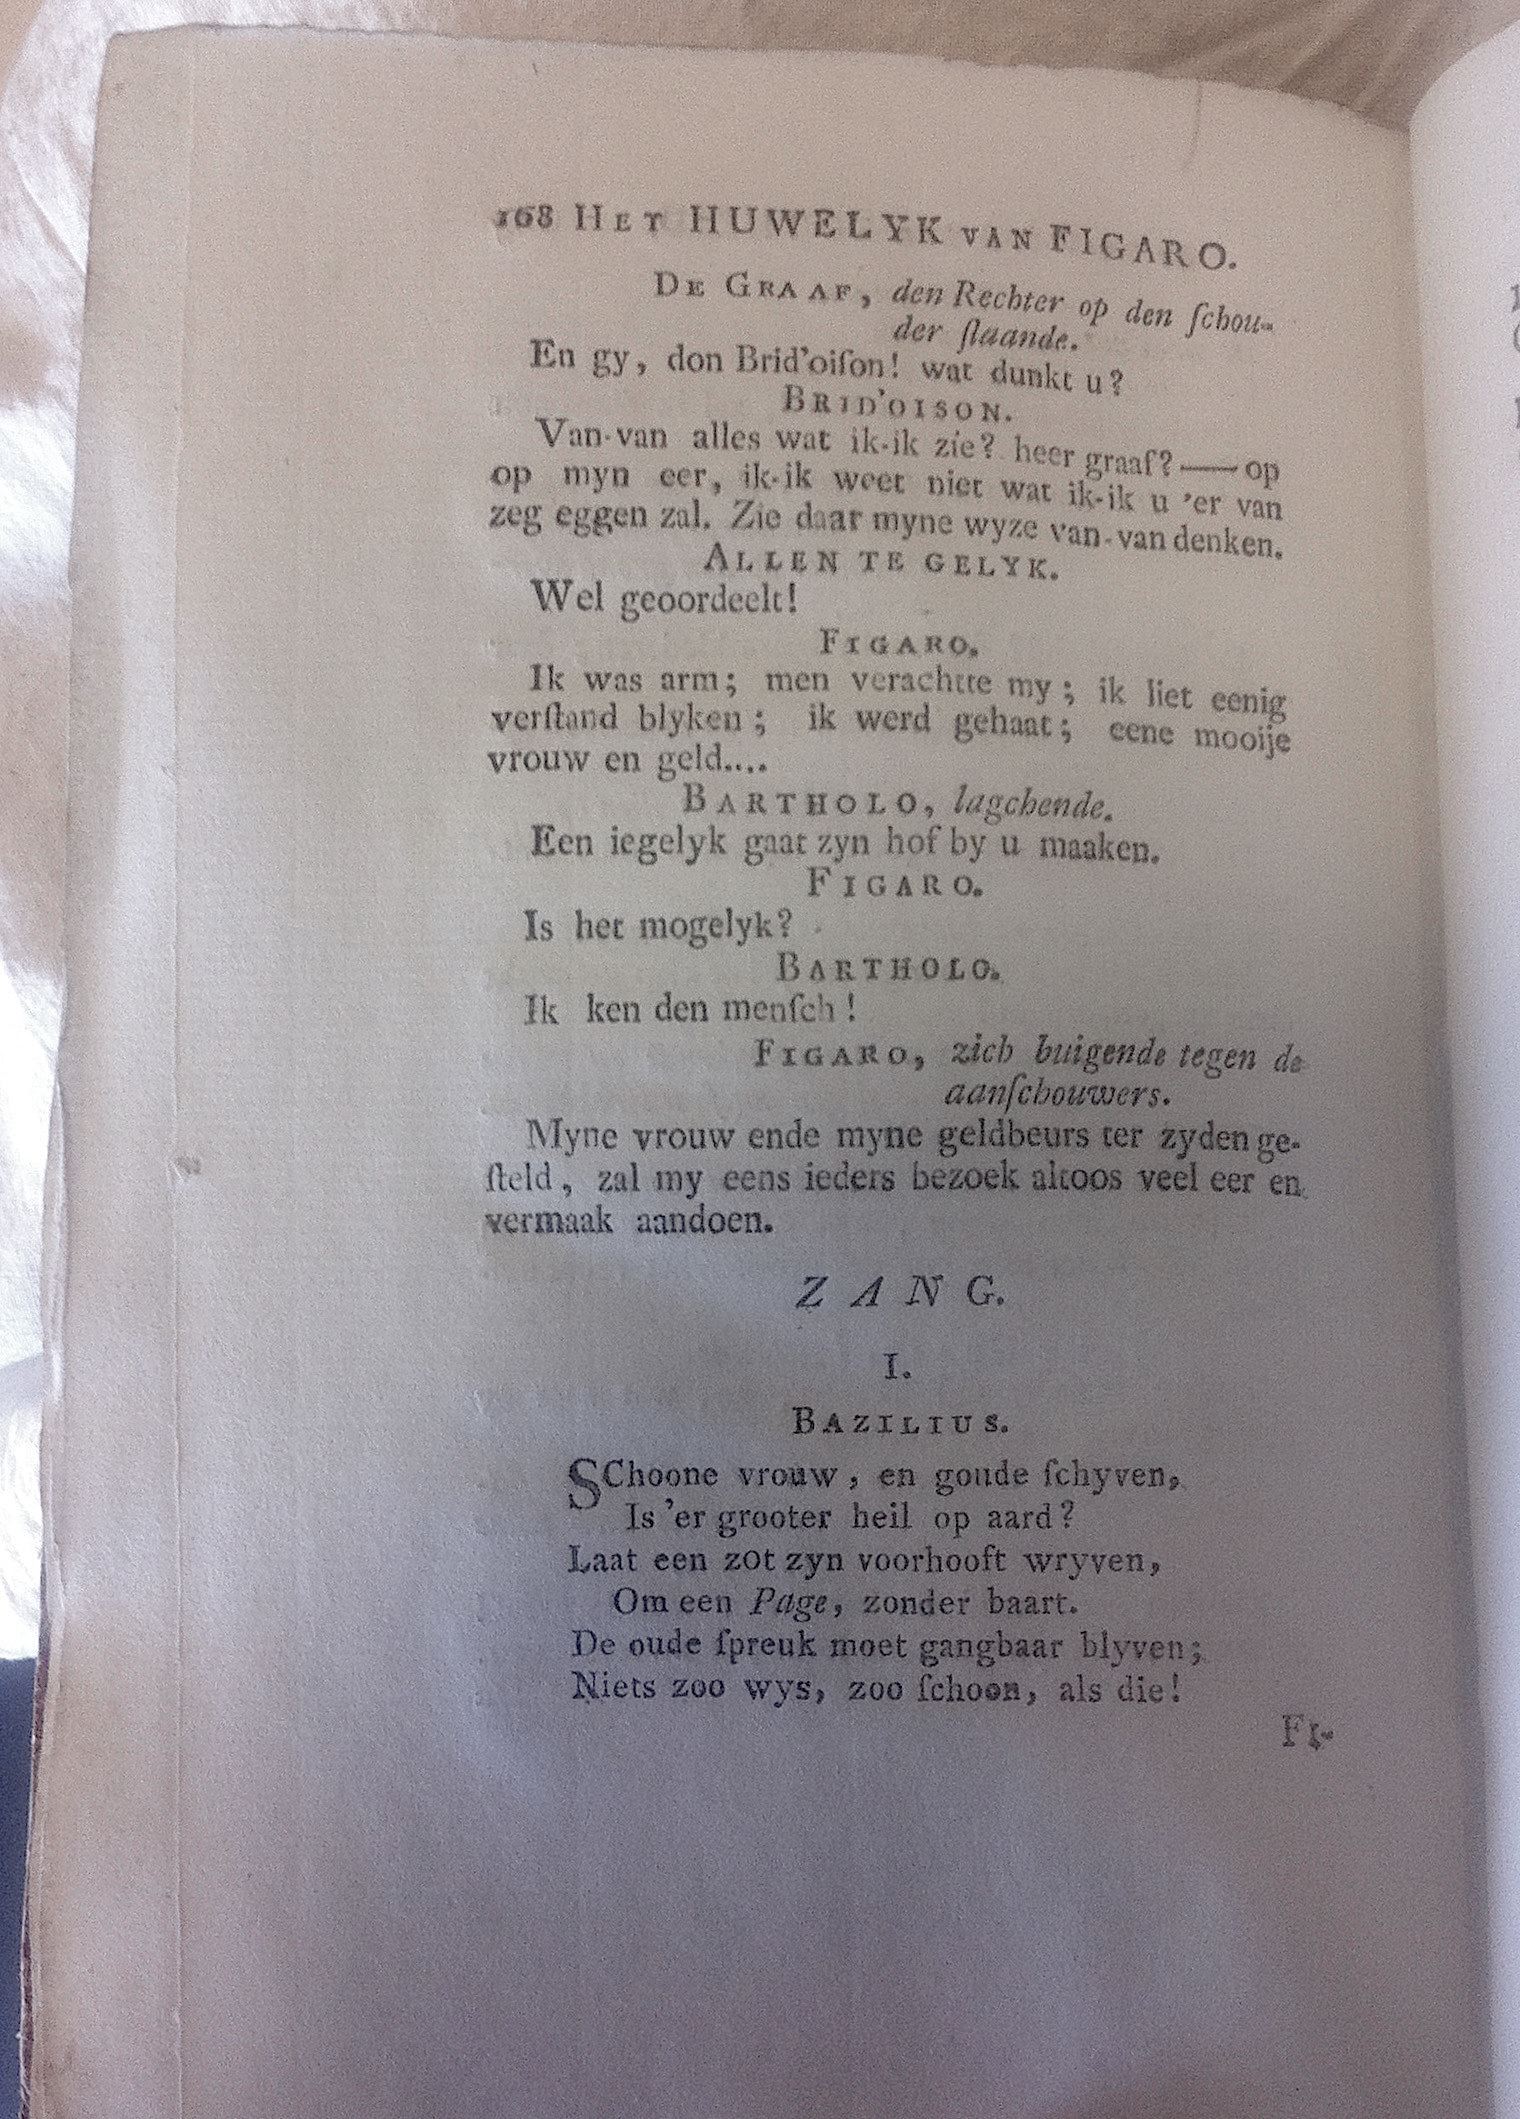 168 HET HUWELYK VAN FIGARO.
DE GRAAF, den Rechter op den ſchou-
der ſlaande.
En gy, don Brid'oiſon! wat dunkt u?
BRID'OISON.
Van-van alles wat ik-ik zie? heer graaf? —— op
op myn eer, ik-ik weet niet wat ik-ik u 'er van
zeg eggen zal. Zie daar myne wyze van-van denken.
ALLEN TE GELYK.
Wel geoordeelt!
FIGARO.
Ik was arm; men verachtte my; ik liet eenig
verſtand blyken; ik werd gehaat; eene mooije
vrouw en geld....
BARTHOLO, lagchende.
Een iegelyk gaat zyn hof by u maaken.
FIGARO.
Is het mogelyk?
BARTHOLO.
Ik ken den menſch!
FIGARO, zich buigende tegen de
aanſchouwers.
Myne vrouw ende myne geldbeurs ter zyden ge-
ſteld, zal my eens ieders bezoek altoos veel eer en
vermaak aandoen.
ZANG.
I.
BAZILIUS.
SChoone vrouw, en goude ſchyven,
Is 'er grooter heil op aard?
Laat een zot zyn voorhooft wryven,
Om een Page, zonder baart.
De oude ſpreuk moet gangbaar blyven;
Niets zoo wys, zoo ſchoon, als die!
FI-